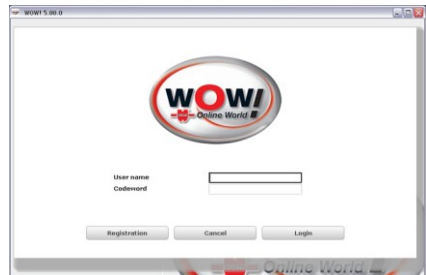 WOW! 5.00.0
WOW!
Online World
User name
Codeword
Registration Cancel Login
Online World